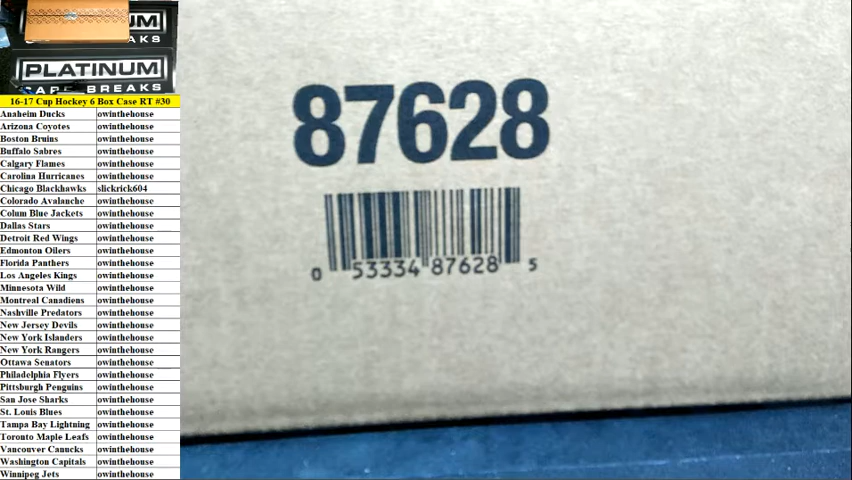 UM
AKS
PLATINUM
CARD BREAKS
16-17 Cup Hockey 6 Box Case RT #30
Anaheim Ducks owinthehouse
Arizona Coyotes owinthehouse
Boston Bruins owinthehouse
Buffalo Sabres owinthehouse
Calgary Flames owinthehouse
Carolina Hurricanes owinthehouse
Chicago Blackhawks slickrick604
Colorado Avalanche owinthehouse
Colum Blue Jackets owinthehouse
Dallas Stars owinthehouse
Detroit Red Wings owinthehouse
Edmonton Oilers owinthehouse
Florida Panthers owinthehouse
Los Angeles Kings owinthehouse
Minnesota Wild owinthehouse
Montreal Canadiens owinthehouse
Nashville Predators owinthehouse
New Jersey Devils owinthehouse
New York Islanders owinthehouse
New York Rangers owinthehouse
Ottawa Senators owinthehouse
Philadelphia Flyers owinthehouse
Pittsburgh Penguins owinthehouse
San Jose Sharks owinthehouse
St. Louis Blues owinthehouse
Tampa Bay Lightning owinthehouse
Toronto Maple Leafs owinthehouse
Vancouver Canucks owinthehouse
Washington Capitals owinthehouse
Winnipeg Jets owinthehouse
87628
0 53334 87628 5